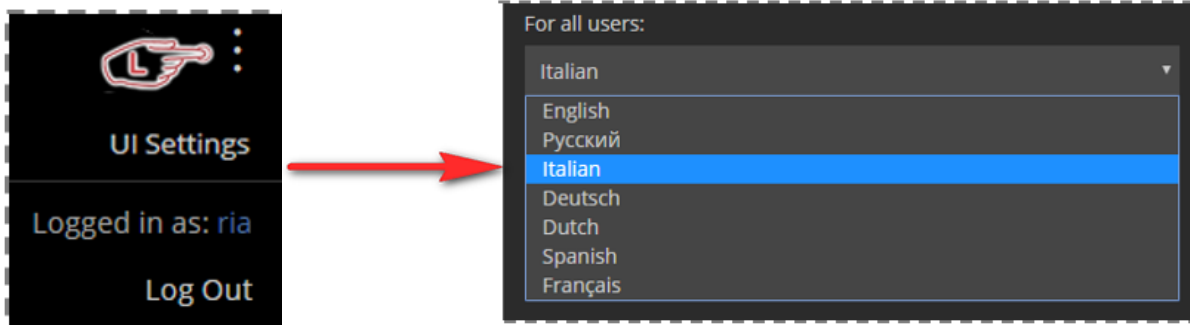 L
UI Settings
Logged in as: ria
Log Out
For all users:
Italian
English
Русский
Italian
Deutsch
Dutch
Spanish
Français